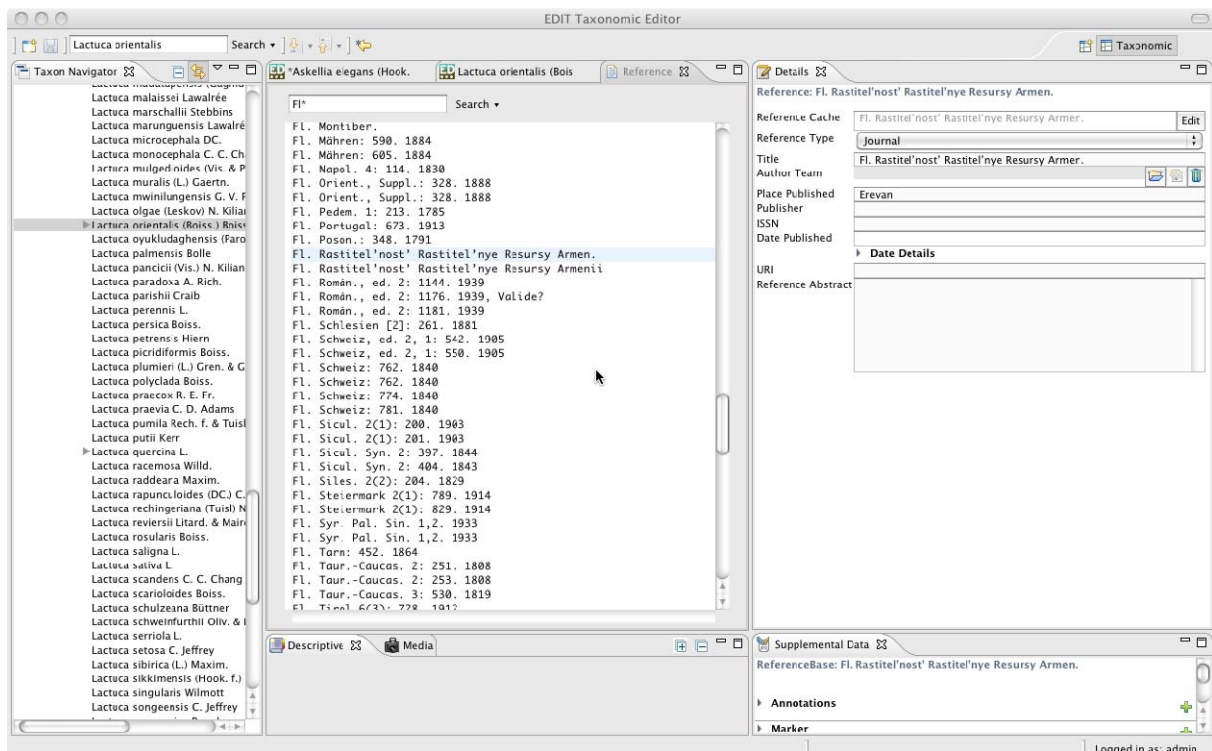 EDIT Taxonomic Editor
Lactuca orientalis
Search
Taxonomic
Taxon Navigator
Lactuca malaissei Lawalrée
Lactuca marschallii Stebbins
Lactuca marunguensis Lawalré
Lactuca microcephala DC.
Lactuca monocephala C. C. Ch
Lactuca mulgedioides (Vis. & P
Lactuca muralis (L.) Gaertn.
Lactuca mwinilungensis G. V. P
Lactuca olgae (Leskov) N. Kilian
Lactuca orientalis (Boiss.) Boiss
Lactuca oyukludaghensis (Faro
Lactuca palmensis Bolle
Lactuca pancicii (Vis.) N. Kilian
Lactuca paradoxa A. Rich.
Lactuca parishii Craib
Lactuca perennis L.
Lactuca persica Boiss.
Lactuca petrensis Hiern
Lactuca picridiformis Boiss.
Lactuca plumieri (L.) Gren. & G
Lactuca polyclada Boiss.
Lactuca praecox R. E. Fr.
Lactuca praevia C. D. Adams
Lactuca pumila Rech. f. & Tuisl
Lactuca putii Kerr
Lactuca quercina L.
Lactuca racemosa Willd.
Lactuca raddeara Maxim.
Lactuca rapunculoides (DC.) C.
Lactuca rechingeriana (Tuisl) N
Lactuca reviersii Litard. & Maire
Lactuca rosularis Boiss.
Lactuca saligna L.
Lactuca sativa L.
Lactuca scandens C. C. Chang
Lactuca scarioloides Boiss.
Lactuca schulzeana Büttner
Lactuca schweinfurthii Oliv. &
Lactuca serriola L.
Lactuca setosa C. Jeffrey
Lactuca sibirica (L.) Maxim.
Lactuca sikkimensis (Hook. f.)
Lactuca singularis Wilmott
Lactuca songeensis C. Jeffrey
*Askellia elegans (Hook.
Lactuca orientalis (Bois
Reference
Fl*
Search
Fl. Montiber.
Fl. Mähren: 590. 1884
Fl. Mähren: 605. 1884
Fl. Napol. 4: 114. 1830
Fl. Orient., Suppl.: 328. 1888
Fl. Orient., Suppl.: 328. 1888
Fl. Pedem. 1: 213. 1785
Fl. Portugal: 673. 1913
Fl. Poson.: 348. 1791
Fl. Rastitel'nost' Rastitel'nye Resursy Armen.
Fl. Rastitel'nost' Rastitel'nye Resursy Armenii
Fl. Román., ed. 2: 1144. 1939
Fl. Román., ed. 2: 1176. 1939, Valide?
Fl. Román., ed. 2: 1181. 1939
Fl. Schlesien [2]: 261. 1881
Fl. Schweiz, ed. 2, 1: 542. 1905
Fl. Schweiz, ed. 2, 1: 550. 1905
Fl. Schweiz: 762. 1840
Fl. Schweiz: 762. 1840
Fl. Schweiz: 774. 1840
Fl. Schweiz: 781. 1840
Fl. Sicul. 2(1): 200. 1903
Fl. Sicul. 2(1): 201. 1903
Fl. Sicul. Syn. 2: 397. 1844
Fl. Sicul. Syn. 2: 404. 1843
Fl. Siles. 2(2): 204. 1829
Fl. Steiermark 2(1): 789. 1914
Fl. Steiermark 2(1): 829. 1914
Fl. Syr. Pal. Sin. 1,2. 1933
Fl. Syr. Pal. Sin. 1,2. 1933
Fl. Tarn: 452. 1864
Fl. Taur.-Caucas. 2: 251. 1808
Fl. Taur.-Caucas. 2: 253. 1808
Fl. Taur.-Caucas. 3: 530. 1819
Fl. Tirol 6(3): 728. 1912
Descriptive
Media
Details
Reference: Fl. Rastitel'nost' Rastitel'nye Resursy Armen.
Reference Cache Fl. Rastitel'nost' Rastitel'nye Resursy Armen. Edit
Reference Type Journal
Title Fl. Rastitel'nost' Rastitel'nye Resursy Armen.
Author Team
Place Published Erevan
Publisher
ISSN
Date Published
Date Details
URI
Reference Abstract
Supplemental Data
ReferenceBase: Fl. Rastitel'nost' Rastitel'nye Resursy Armen.
Annotations
Marker
Logged in as: admin